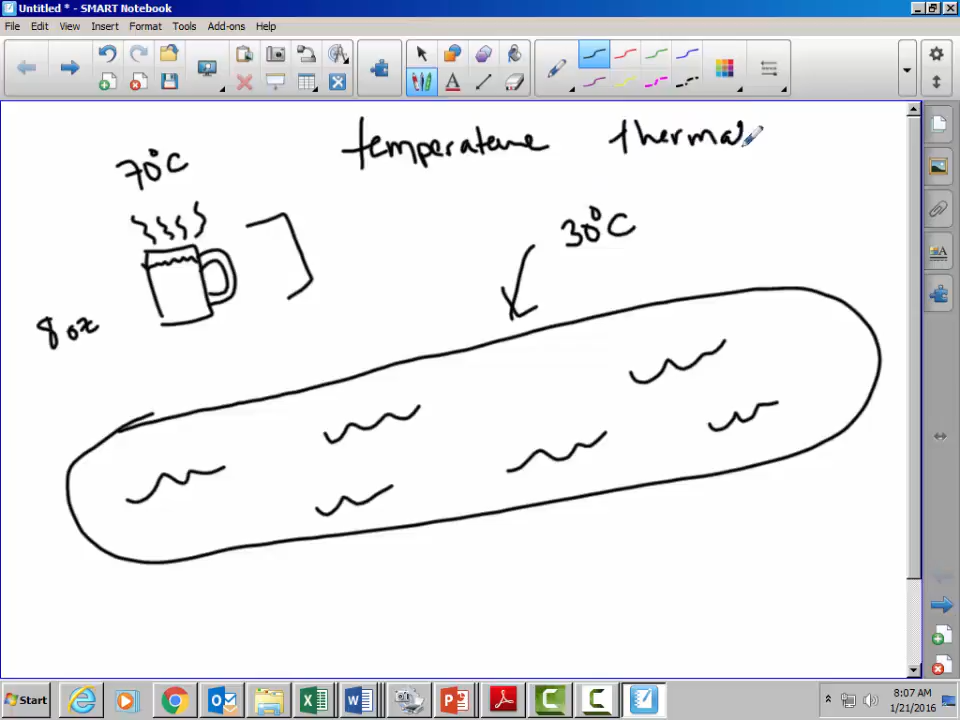 Untitled * - SMART Notebook
File Edit View Insert Format Tools Add-ons Help
temperature thermal
70°C
30°C
8 oz
Start
8:07 AM
1/21/2016